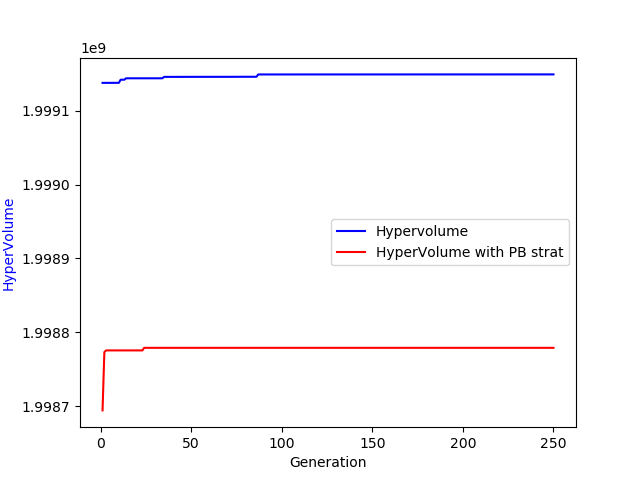 1e9
1.9991
1.9990
1.9989
1.9988
1.9987
HyperVolume
Hypervolume
HyperVolume with PB strat
0 50 100 150 200 250
Generation